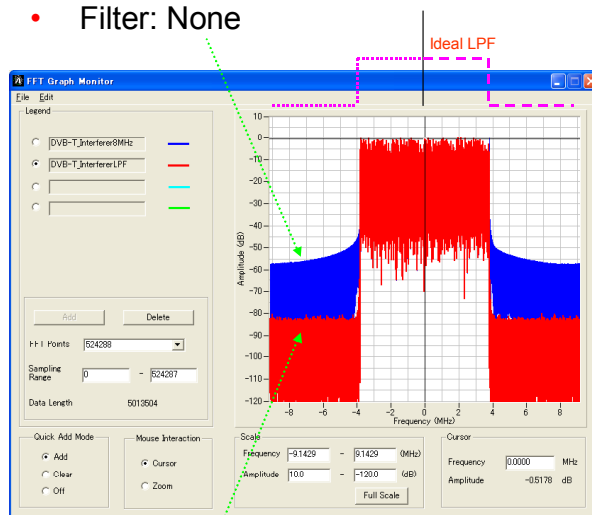 • Filter: None
Ideal LPF
FFT Graph Monitor
File Edit
Legend
DVB-T_Interferer8MHz
DVB-T_InterfererLPF
Add Delete
FFT Points 524288
Sampling Range 0 - 524287
Data Length 5013504
Quick Add Mode
Add
Clear
Off
Mouse Interaction
Cursor
Zoom
Amplitude (dB)
10
0
-10
-20
-30
-40
-50
-60
-70
-80
-90
-100
-110
-120
-8 -6 -4 -2 0 2 4 6 8
Frequency (MHz)
Scale
Frequency -9.1429 - 9.1429 (MHz)
Amplitude 10.0 - -120.0 (dB)
Full Scale
Cursor
Frequency 0.0000 MHz
Amplitude -0.5178 dB